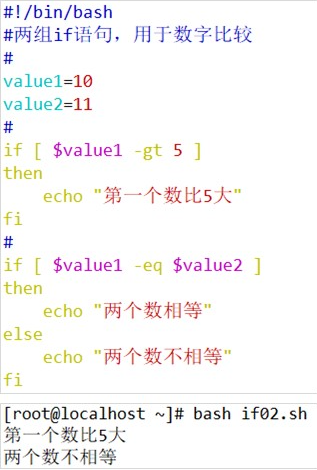 #!/bin/bash
#两组if语句，用于数字比较
#
value1=10
value2=11
#
if [ $value1 -gt 5 ]
then
    echo "第一个数比5大"
fi
#
if [ $value1 -eq $value2 ]
then
    echo "两个数相等"
else
    echo "两个数不相等"
fi
[root@localhost ~]# bash if02.sh
第一个数比5大
两个数不相等